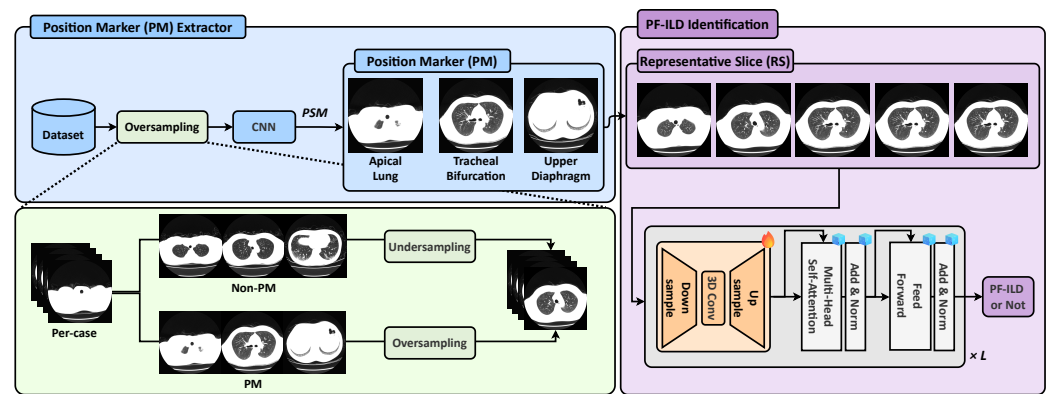 Position Marker (PM) Extractor
Dataset
Oversampling
CNN
PSM
Position Marker (PM)
Apical
Lung
Tracheal
Bifurcation
Upper
Diaphragm
Per-case
Non-PM
PM
Undersampling
Oversampling
PF-ILD Identification
Representative Slice (RS)
Down
sample
3D Conv
Up
sample
Multi-Head
Self-Attention
Add & Norm
Feed
Forward
Add & Norm
× L
PF-ILD
or Not